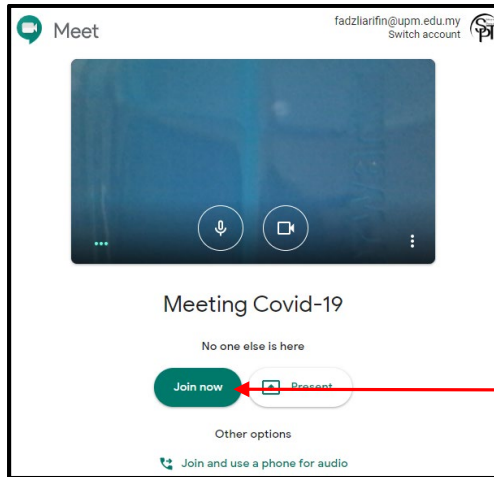 Meet
fadzliarifin@upm.edu.my
Switch account
Meeting Covid-19
No one else is here
Join now
Present
Other options
Join and use a phone for audio